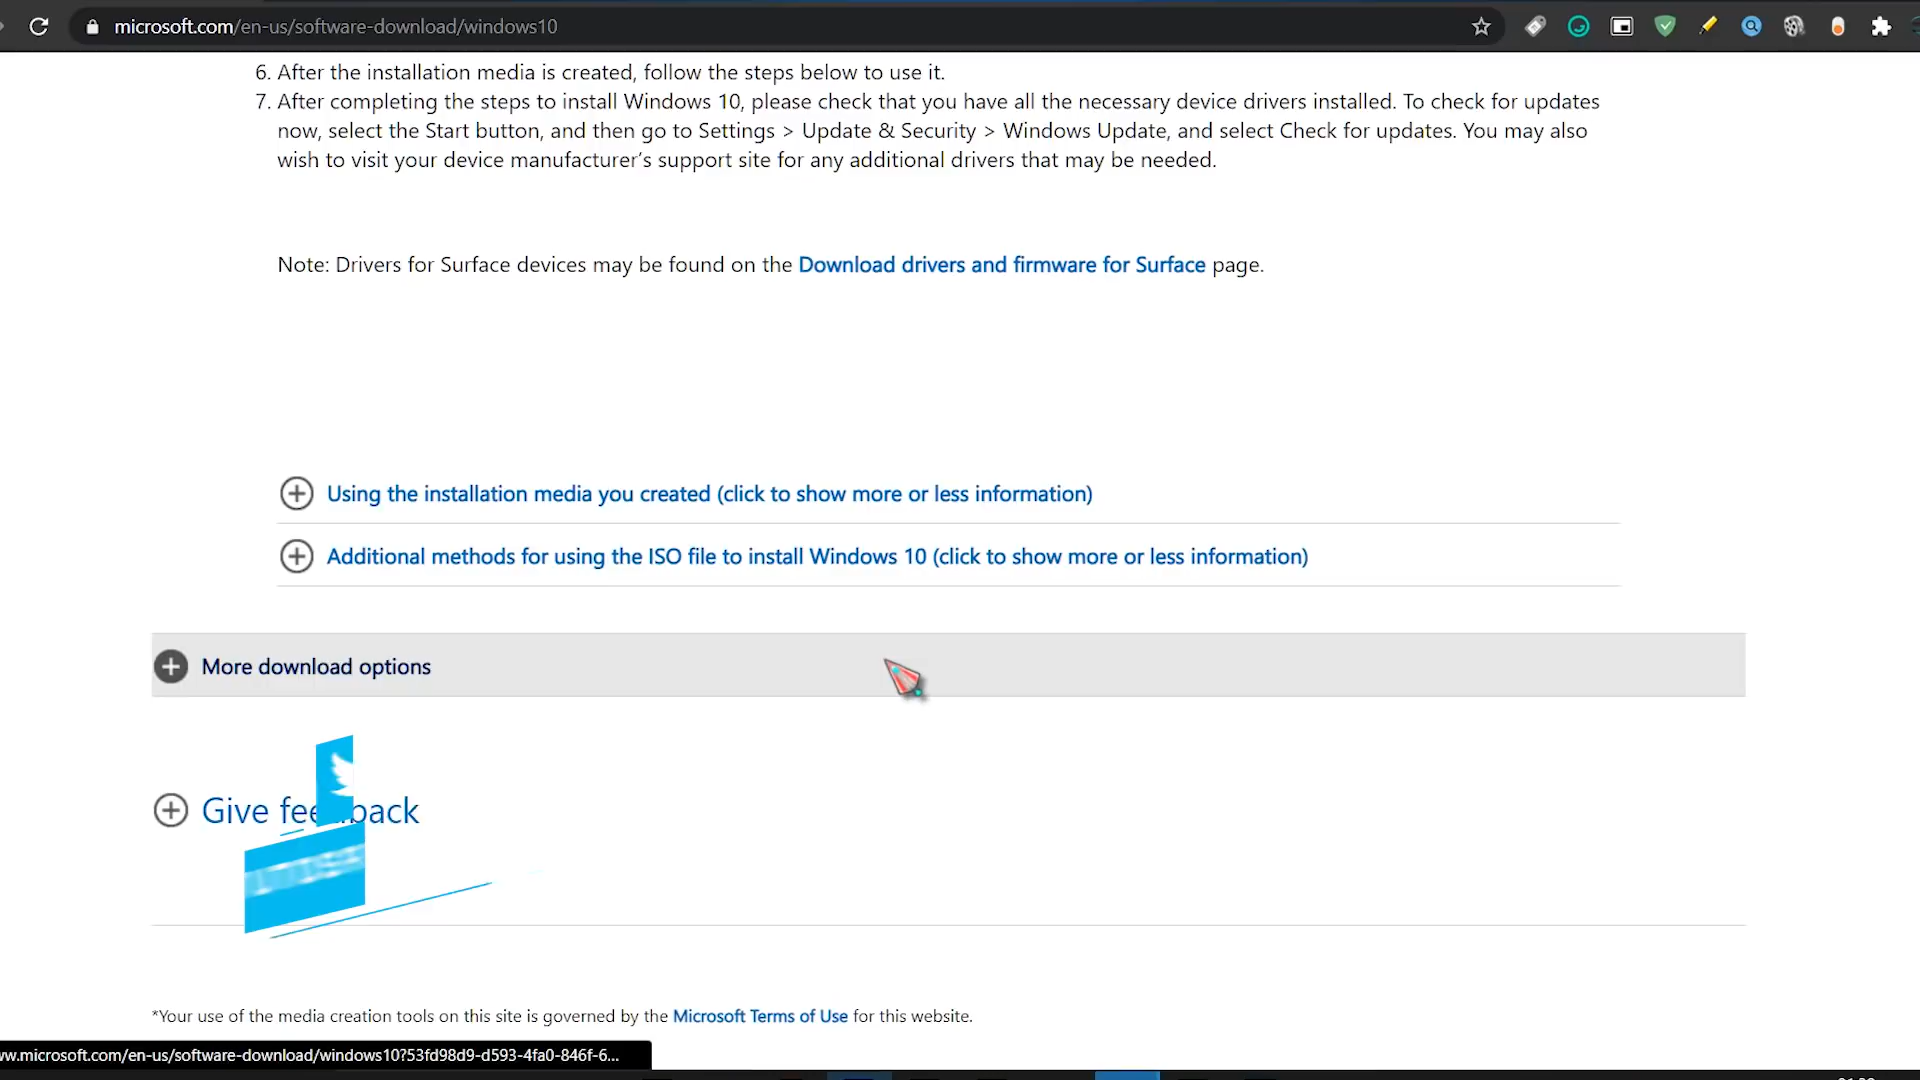 microsoft.com/en-us/software-download/windows10
6. After the installation media is created, follow the steps below to use it.
7. After completing the steps to install Windows 10, please check that you have all the necessary device drivers installed. To check for updates
now, select the Start button, and then go to Settings > Update & Security > Windows Update, and select Check for updates. You may also
wish to visit your device manufacturer's support site for any additional drivers that may be needed.
Note: Drivers for Surface devices may be found on the Download drivers and firmware for Surface page.
Using the installation media you created (click to show more or less information)
Additional methods for using the ISO file to install Windows 10 (click to show more or less information)
More download options
Give feedback
*Your use of the media creation tools on this site is governed by the Microsoft Terms of Use for this website.
ww.microsoft.com/en-us/software-download/windows10?53fd98d9-d593-4fa0-846f-6...